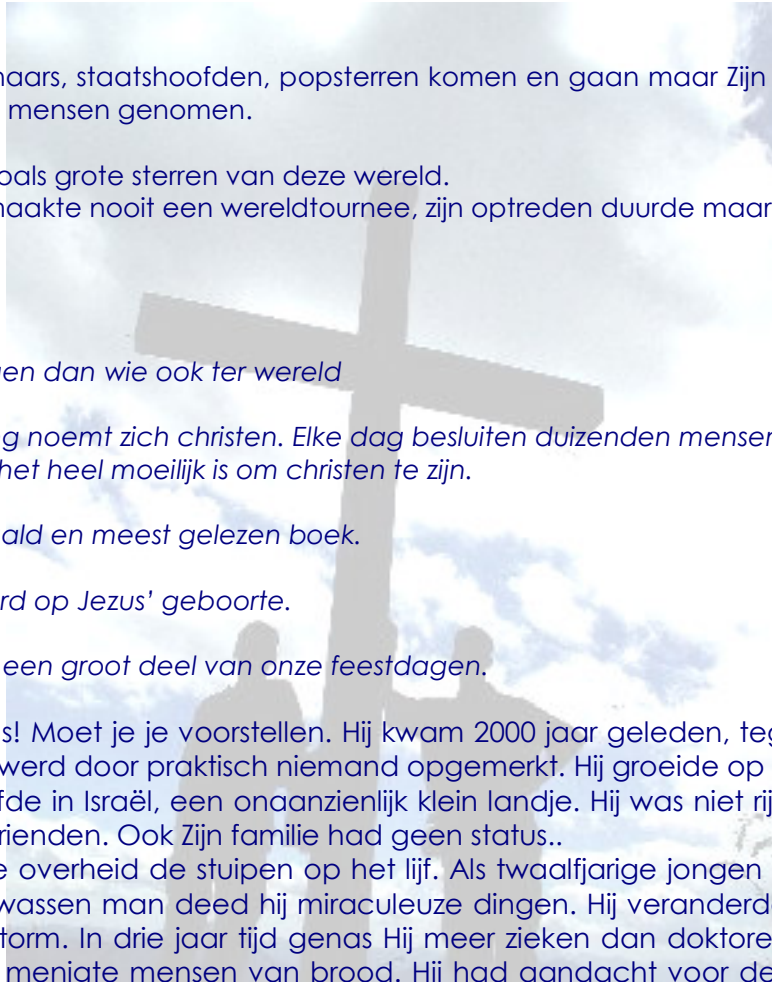 naars, staatshoofden, popsterren komen en gaan maar Zijn
mensen genomen.
oals grote sterren van deze wereld.
naakte nooit een wereldtournee, zijn optreden duurde maar
en dan wie ook ter wereld
g noemt zich christen. Elke dag besluiten duizenden mensen
het heel moeilijk is om christen te zijn.
ald en meest gelezen boek.
rd op Jezus’ geboorte.
een groot deel van onze feestdagen.
s! Moet je je voorstellen. Hij kwam 2000 jaar geleden, teg
werd door praktisch niemand opgemerkt. Hij groeide op
fde in Israël, een onaanzienlijk klein landje. Hij was niet rij
rienden. Ook Zijn familie had geen status..
e overheid de stuipen op het lijf. Als twaalfjarige jongen
wassen man deed hij miraculeuze dingen. Hij veranderde
torm. In drie jaar tijd genas Hij meer zieken dan doktore
menigte mensen van brood. Hij had aandacht voor de